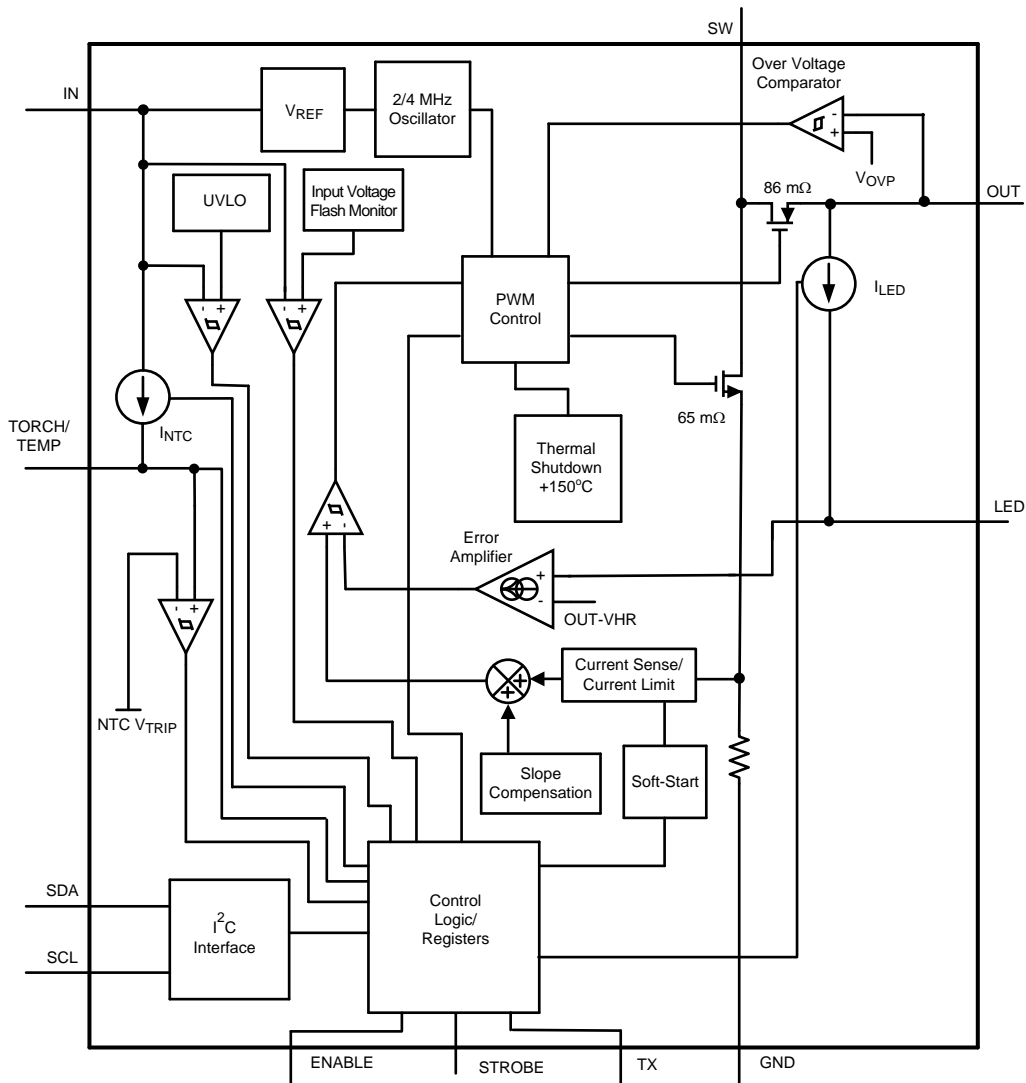 SW
Over Voltage
Comparator
IN
VREF
2/4 MHz
Oscillator
-
+
VOVP
UVLO
Input Voltage
Flash Monitor
86 mΩ
OUT
- +
- +
PWM
Control
ILED
INTC
TORCH/
TEMP
65 mΩ
Thermal
Shutdown
+150°C
LED
+ -
Error
Amplifier
+
-
OUT-VHR
- +
Current Sense/
Current Limit
+
+
NTC VTRIP
Slope
Compensation
Soft-Start
SDA
I2C
Interface
Control
Logic/
Registers
SCL
ENABLE
STROBE
TX
GND